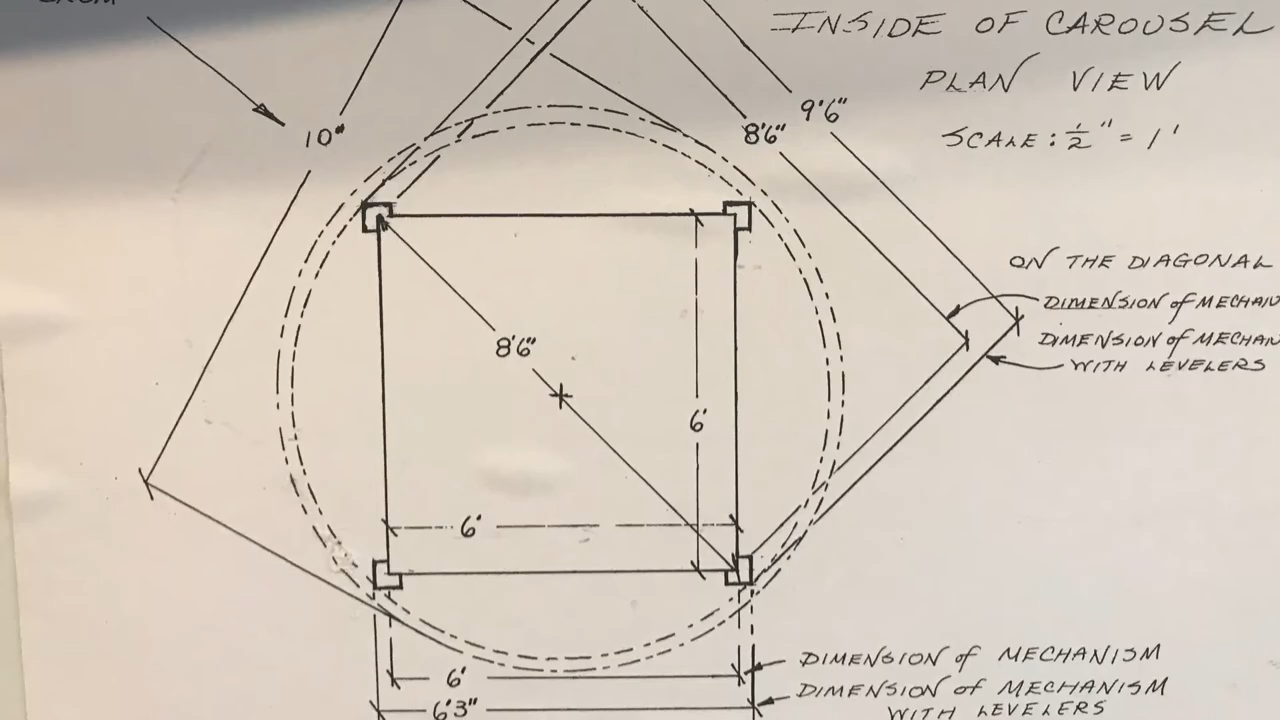 INSIDE OF CAROUSEL
PLAN VIEW
SCALE: ½" = 1'
10"
8'6"
9'6"
ON THE DIAGONAL
DIMENSION of
DIMENSION of
WITH LEVELERS
8'6"
6'
6'
6'
DIMENSION of MECHANISM
6'3"
DIMENSION of MECHANISM
WITH LEVELERS